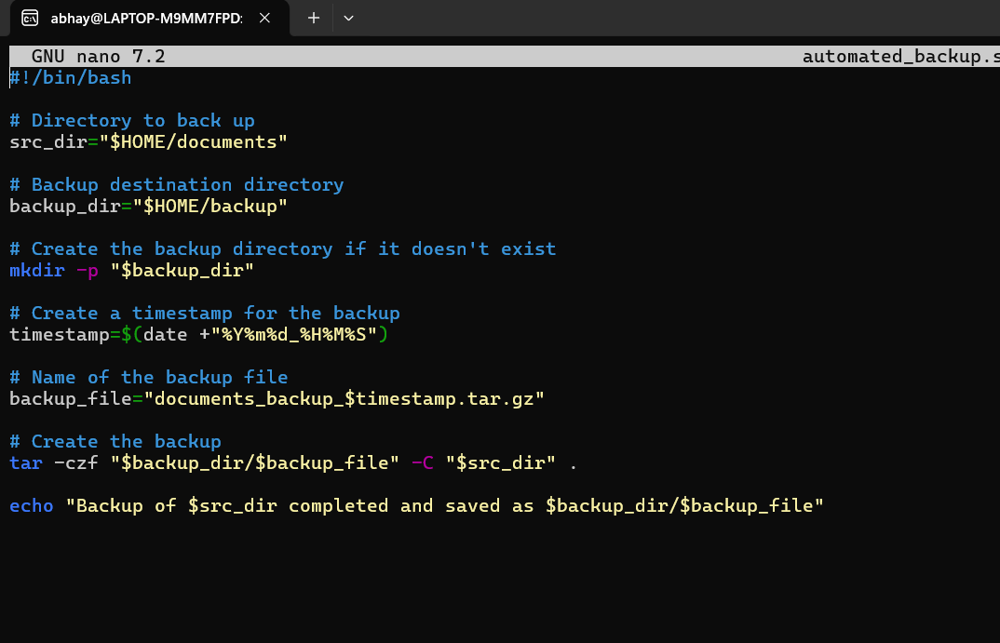 abhay@LAPTOP-M9MM7FPD:
GNU nano 7.2 automated_backup.s
#!/bin/bash
# Directory to back up
src_dir="$HOME/documents"
# Backup destination directory
backup_dir="$HOME/backup"
# Create the backup directory if it doesn't exist
mkdir -p "$backup_dir"
# Create a timestamp for the backup
timestamp=$(date +"%Y%m%d_%H%M%S")
# Name of the backup file
backup_file="documents_backup_$timestamp.tar.gz"
# Create the backup
tar -czf "$backup_dir/$backup_file" -C "$src_dir" .
echo "Backup of $src_dir completed and saved as $backup_dir/$backup_file"